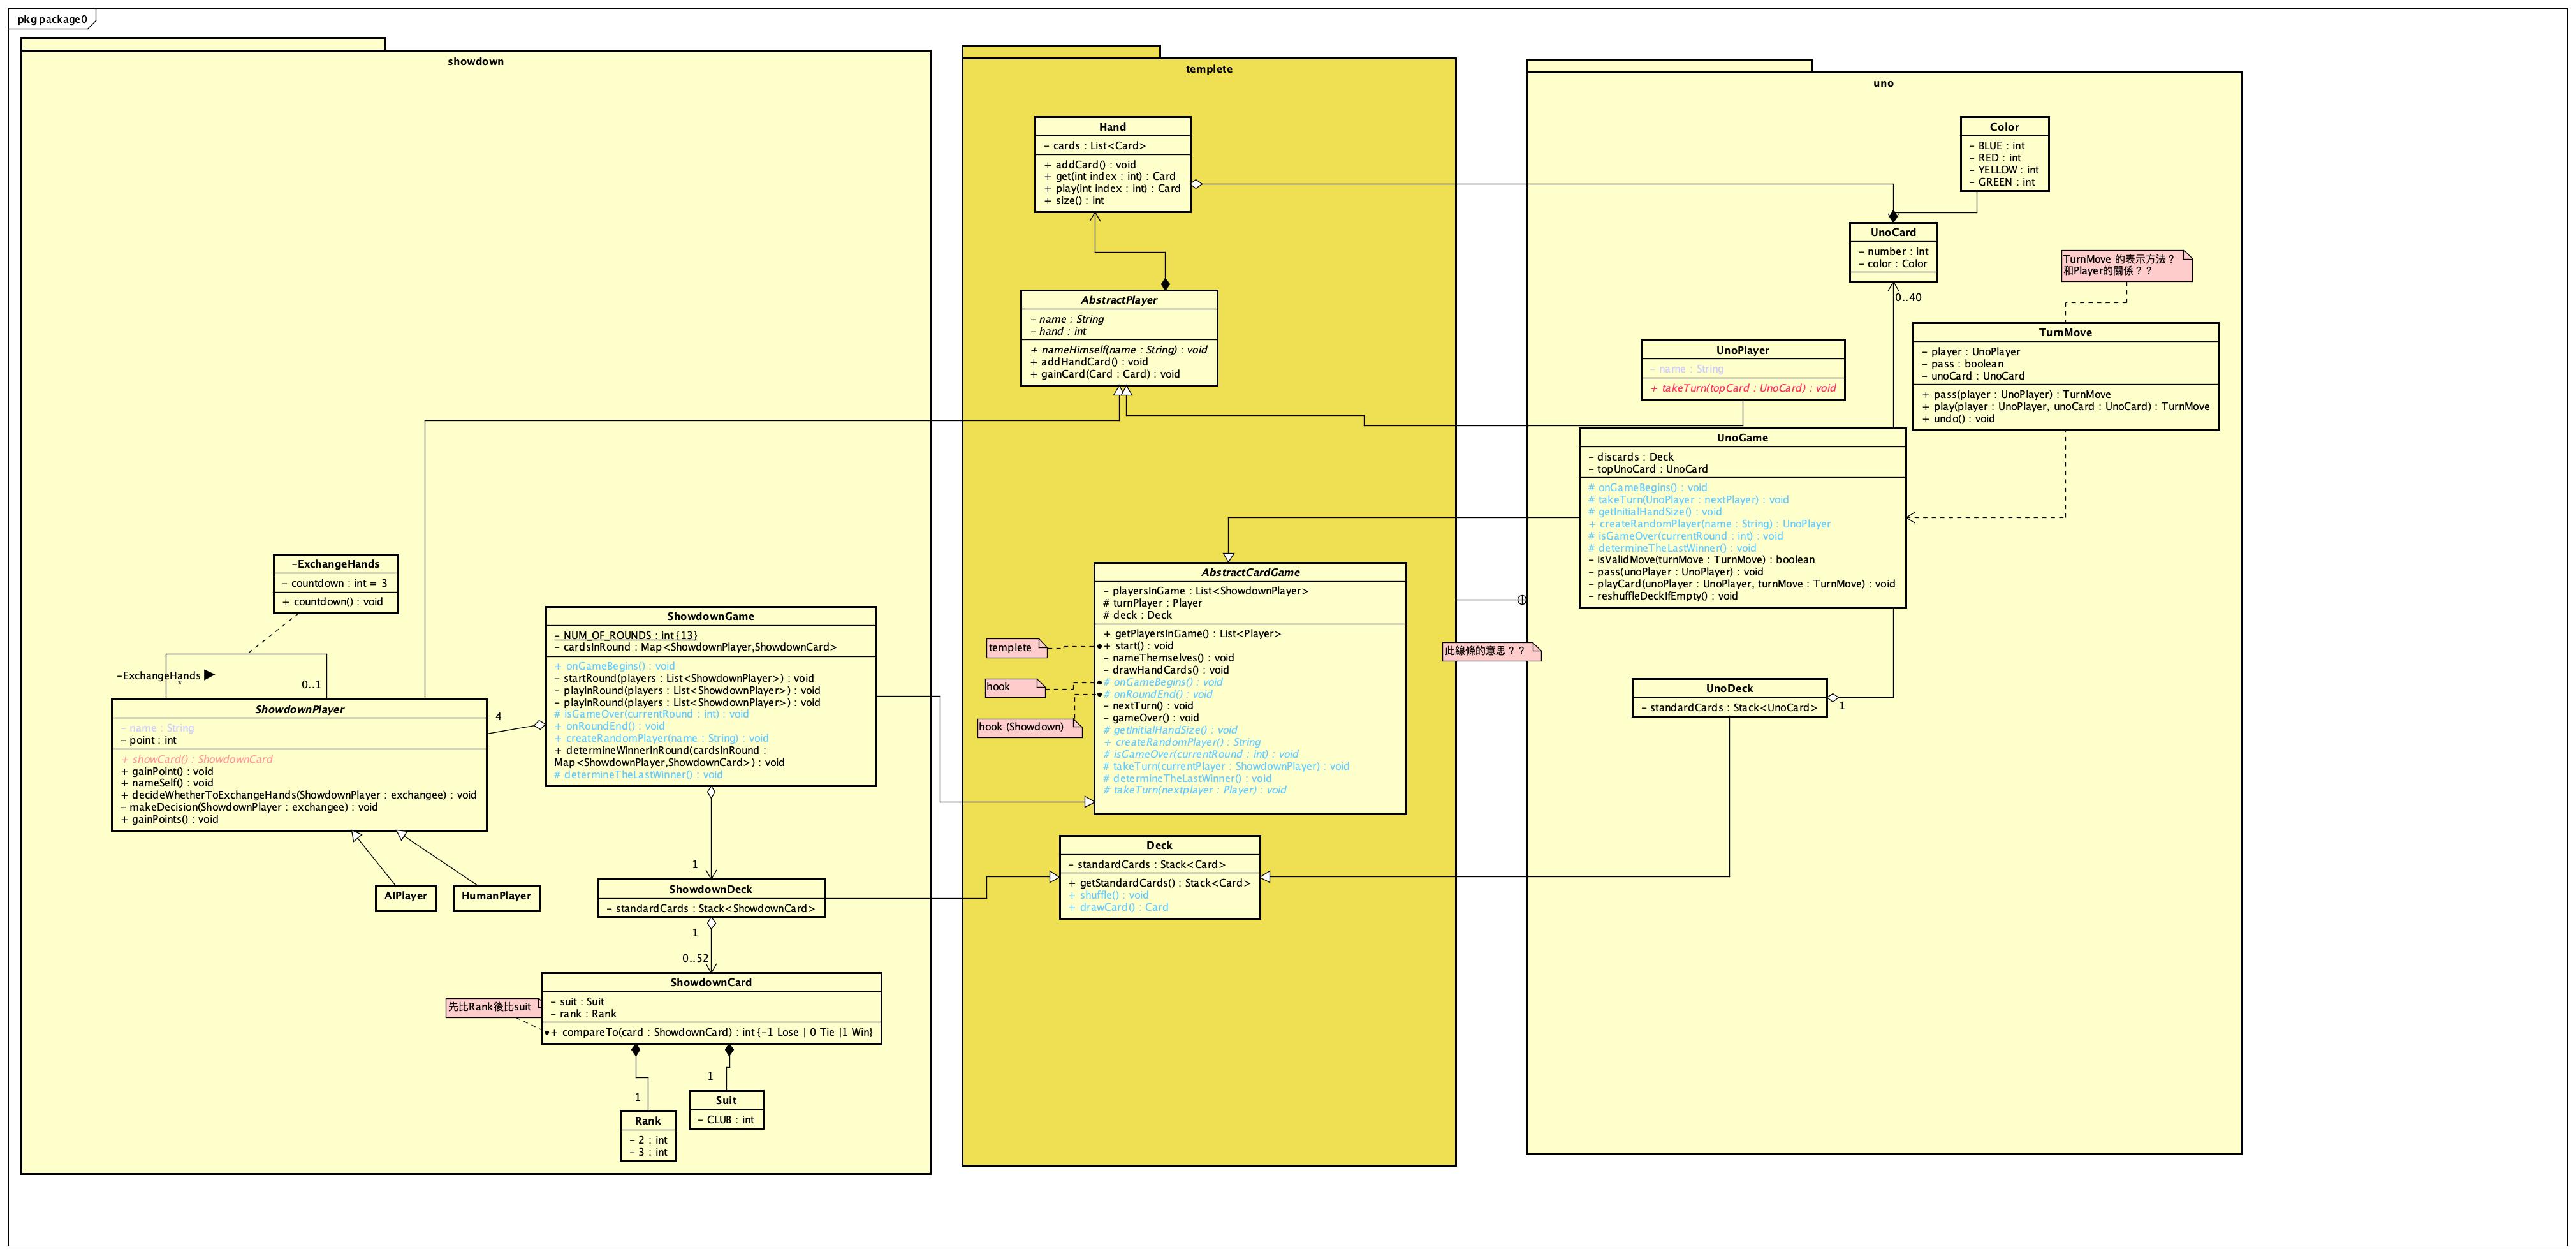 pkg package0
showdown
-ExchangeHands
- countdown : int = 3
+ countdown() : void
-ExchangeHands
*
0..1
ShowdownPlayer
- name : String
- point : int
+ showCard() : ShowdownCard
+ gainPoint() : void
+ nameSelf() : void
+ decideWhetherToExchangeHands(ShowdownPlayer : exchangee) : void
- makeDecision(ShowdownPlayer : exchangee) : void
+ gainPoints() : void
4
AIPlayer
HumanPlayer
ShowdownGame
- NUM_OF_ROUNDS : int {13}
- cardsInRound : Map<ShowdownPlayer,ShowdownCard>
+ onGameBegins() : void
- startRound(players : List<ShowdownPlayer>) : void
- playInRound(players : List<ShowdownPlayer>) : void
- playInRound(players : List<ShowdownPlayer>) : void
# isGameOver(currentRound : int) : void
+ onRoundEnd() : void
+ createRandomPlayer(name : String) : void
+ determineWinnerInRound(cardsInRound :
Map<ShowdownPlayer,ShowdownCard>) : void
# determineTheLastWinner() : void
1
ShowdownDeck
- standardCards : Stack<ShowdownCard>
1
0..52
ShowdownCard
- suit : Suit
- rank : Rank
+ compareTo(card : ShowdownCard) : int {-1 Lose | 0 Tie |1 Win}
先比Rank後比suit
1
1
Rank
- 2 : int
- 3 : int
Suit
- CLUB : int
templete
Hand
- cards : List<Card>
+ addCard() : void
+ get(int index : int) : Card
+ play(int index : int) : Card
+ size() : int
AbstractPlayer
- name : String
- hand : int
+ nameHimself(name : String) : void
+ addHandCard() : void
+ gainCard(Card : Card) : void
AbstractCardGame
- playersInGame : List<ShowdownPlayer>
# turnPlayer : Player
# deck : Deck
+ getPlayersInGame() : List<Player>
+ start() : void
- nameThemselves() : void
- drawHandCards() : void
# onGameBegins() : void
# onRoundEnd() : void
- nextTurn() : void
- gameOver() : void
# getInitialHandSize() : void
+ createRandomPlayer() : String
# isGameOver(currentRound : int) : void
# takeTurn(currentPlayer : ShowdownPlayer) : void
# determineTheLastWinner() : void
# takeTurn(nextplayer : Player) : void
templete
hook
hook (Showdown)
Deck
- standardCards : Stack<Card>
+ getStandardCards() : Stack<Card>
+ shuffle() : void
+ drawCard() : Card
此線條的意思？？
uno
Color
- BLUE : int
- RED : int
- YELLOW : int
- GREEN : int
UnoCard
- number : int
- color : Color
0..40
TurnMove 的表示方法？
和Player的關係？？
TurnMove
- player : UnoPlayer
- pass : boolean
- unoCard : UnoCard
+ pass(player : UnoPlayer) : TurnMove
+ play(player : UnoPlayer, unoCard : UnoCard) : TurnMove
+ undo() : void
UnoPlayer
- name : String
+ takeTurn(topCard : UnoCard) : void
UnoGame
- discards : Deck
- topUnoCard : UnoCard
# onGameBegins() : void
# takeTurn(UnoPlayer : nextPlayer) : void
# getInitialHandSize() : void
+ createRandomPlayer(name : String) : UnoPlayer
# isGameOver(currentRound : int) : void
# determineTheLastWinner() : void
- isValidMove(turnMove : TurnMove) : boolean
- pass(unoPlayer : UnoPlayer) : void
- playCard(unoPlayer : UnoPlayer, turnMove : TurnMove) : void
- reshuffleDeckIfEmpty() : void
UnoDeck
- standardCards : Stack<UnoCard>
1